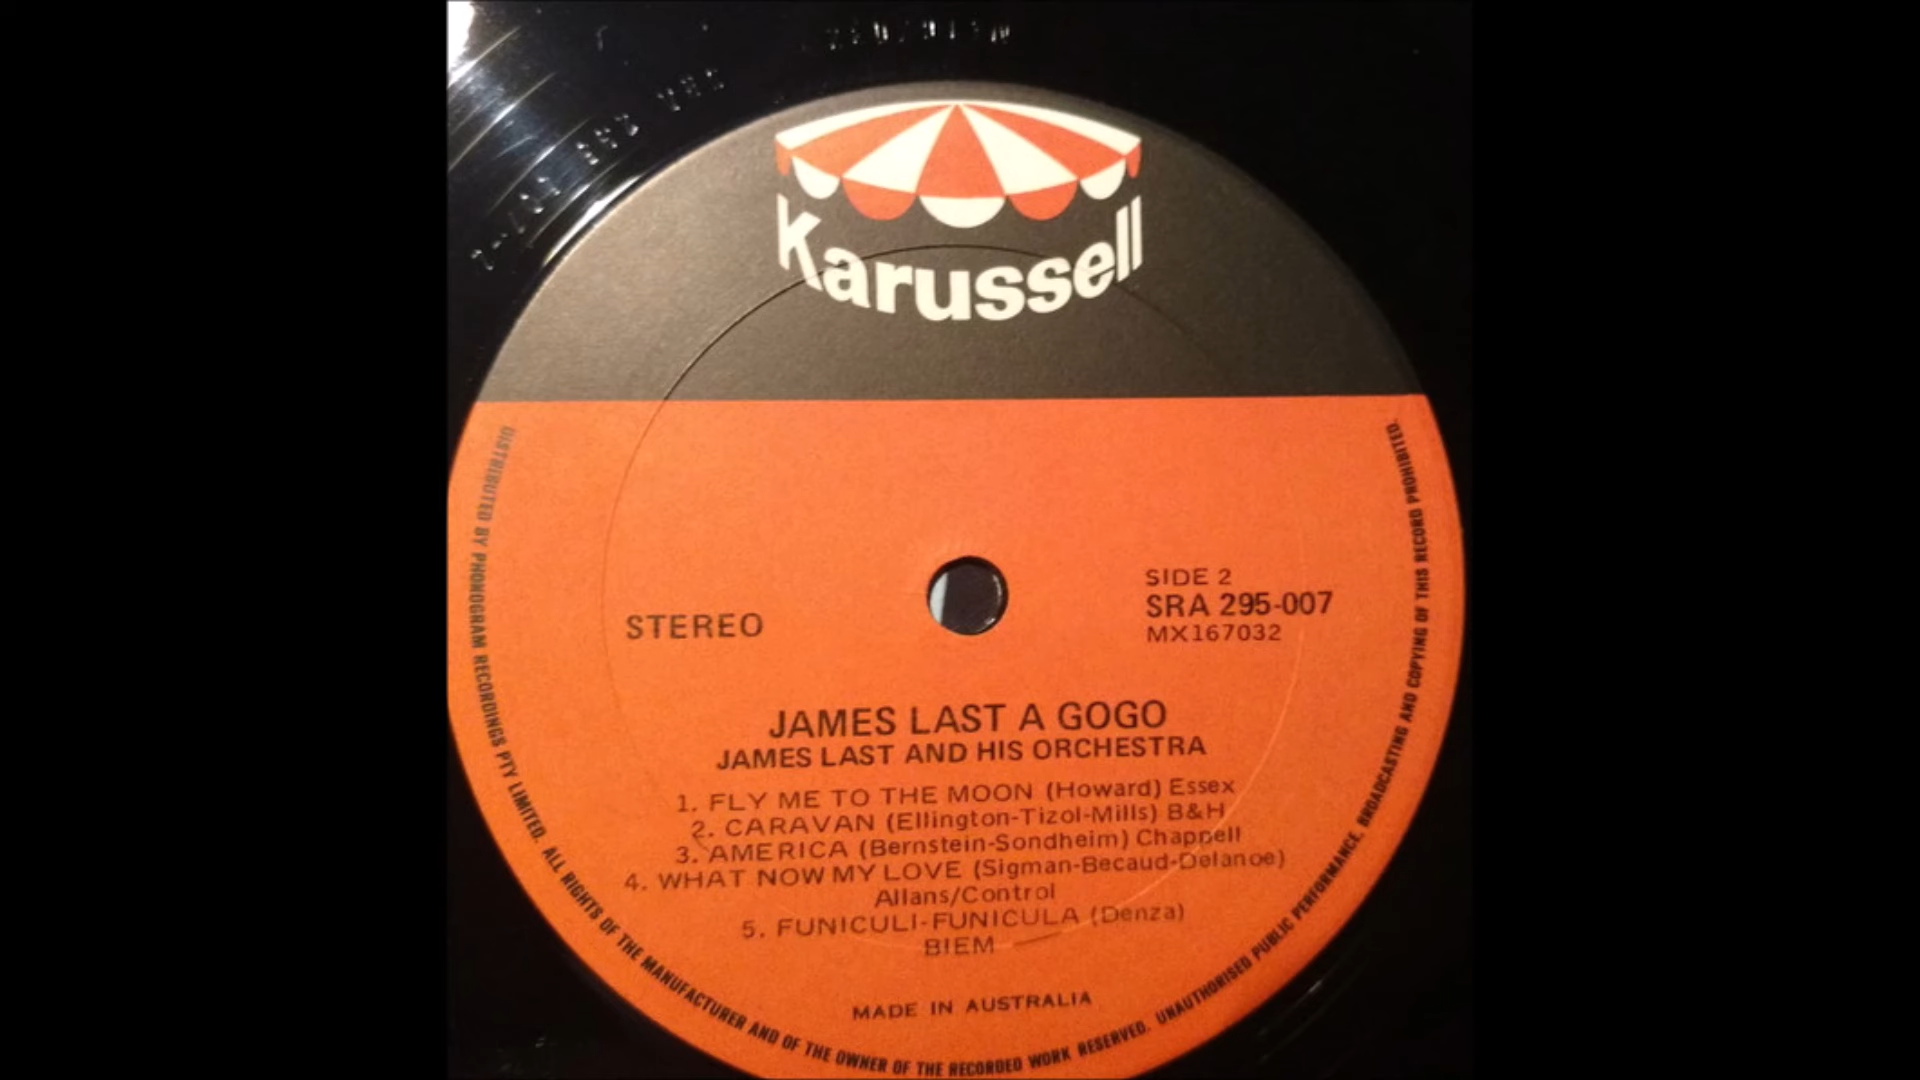 Karussell
STEREO
SIDE 2
SRA 295-007
MX167032
JAMES LAST A GOGO
JAMES LAST AND HIS ORCHESTRA
1. FLY ME TO THE MOON (Howard) Essex
2. CARAVAN (Ellington-Tizol-Mills) B&H
3. AMERICA (Bernstein-Sondheim) Chappell
4. WHAT NOW MY LOVE (Sigman-Becaud-Delanoe)
Allans/Control
5. FUNICULI-FUNICULA (Denza)
BIEM
MADE IN AUSTRALIA
DISTRIBUTED BY PHONOGRAM RECORDINGS PTY LIMITED. ALL RIGHTS OF THE MANUFACTURER AND OF THE OWNER OF THE RECORDED WORK RESERVED. UNAUTHORISED PUBLIC PERFORMANCE, BROADCASTING AND COPYING OF THIS RECORD PROHIBITED.